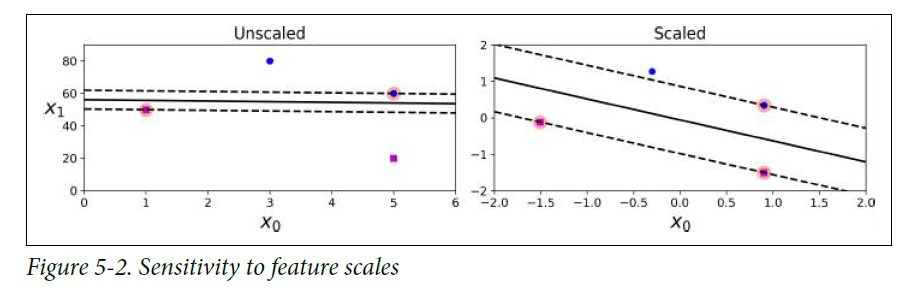 Unscaled
80
60
40
20
0
x₁
0 1 2 3 4 5 6
x₀
Scaled
2
1
0
−1
−2
−2.0 −1.5 −1.0 −0.5 0.0 0.5 1.0 1.5 2.0
x₀
Figure 5-2. Sensitivity to feature scales